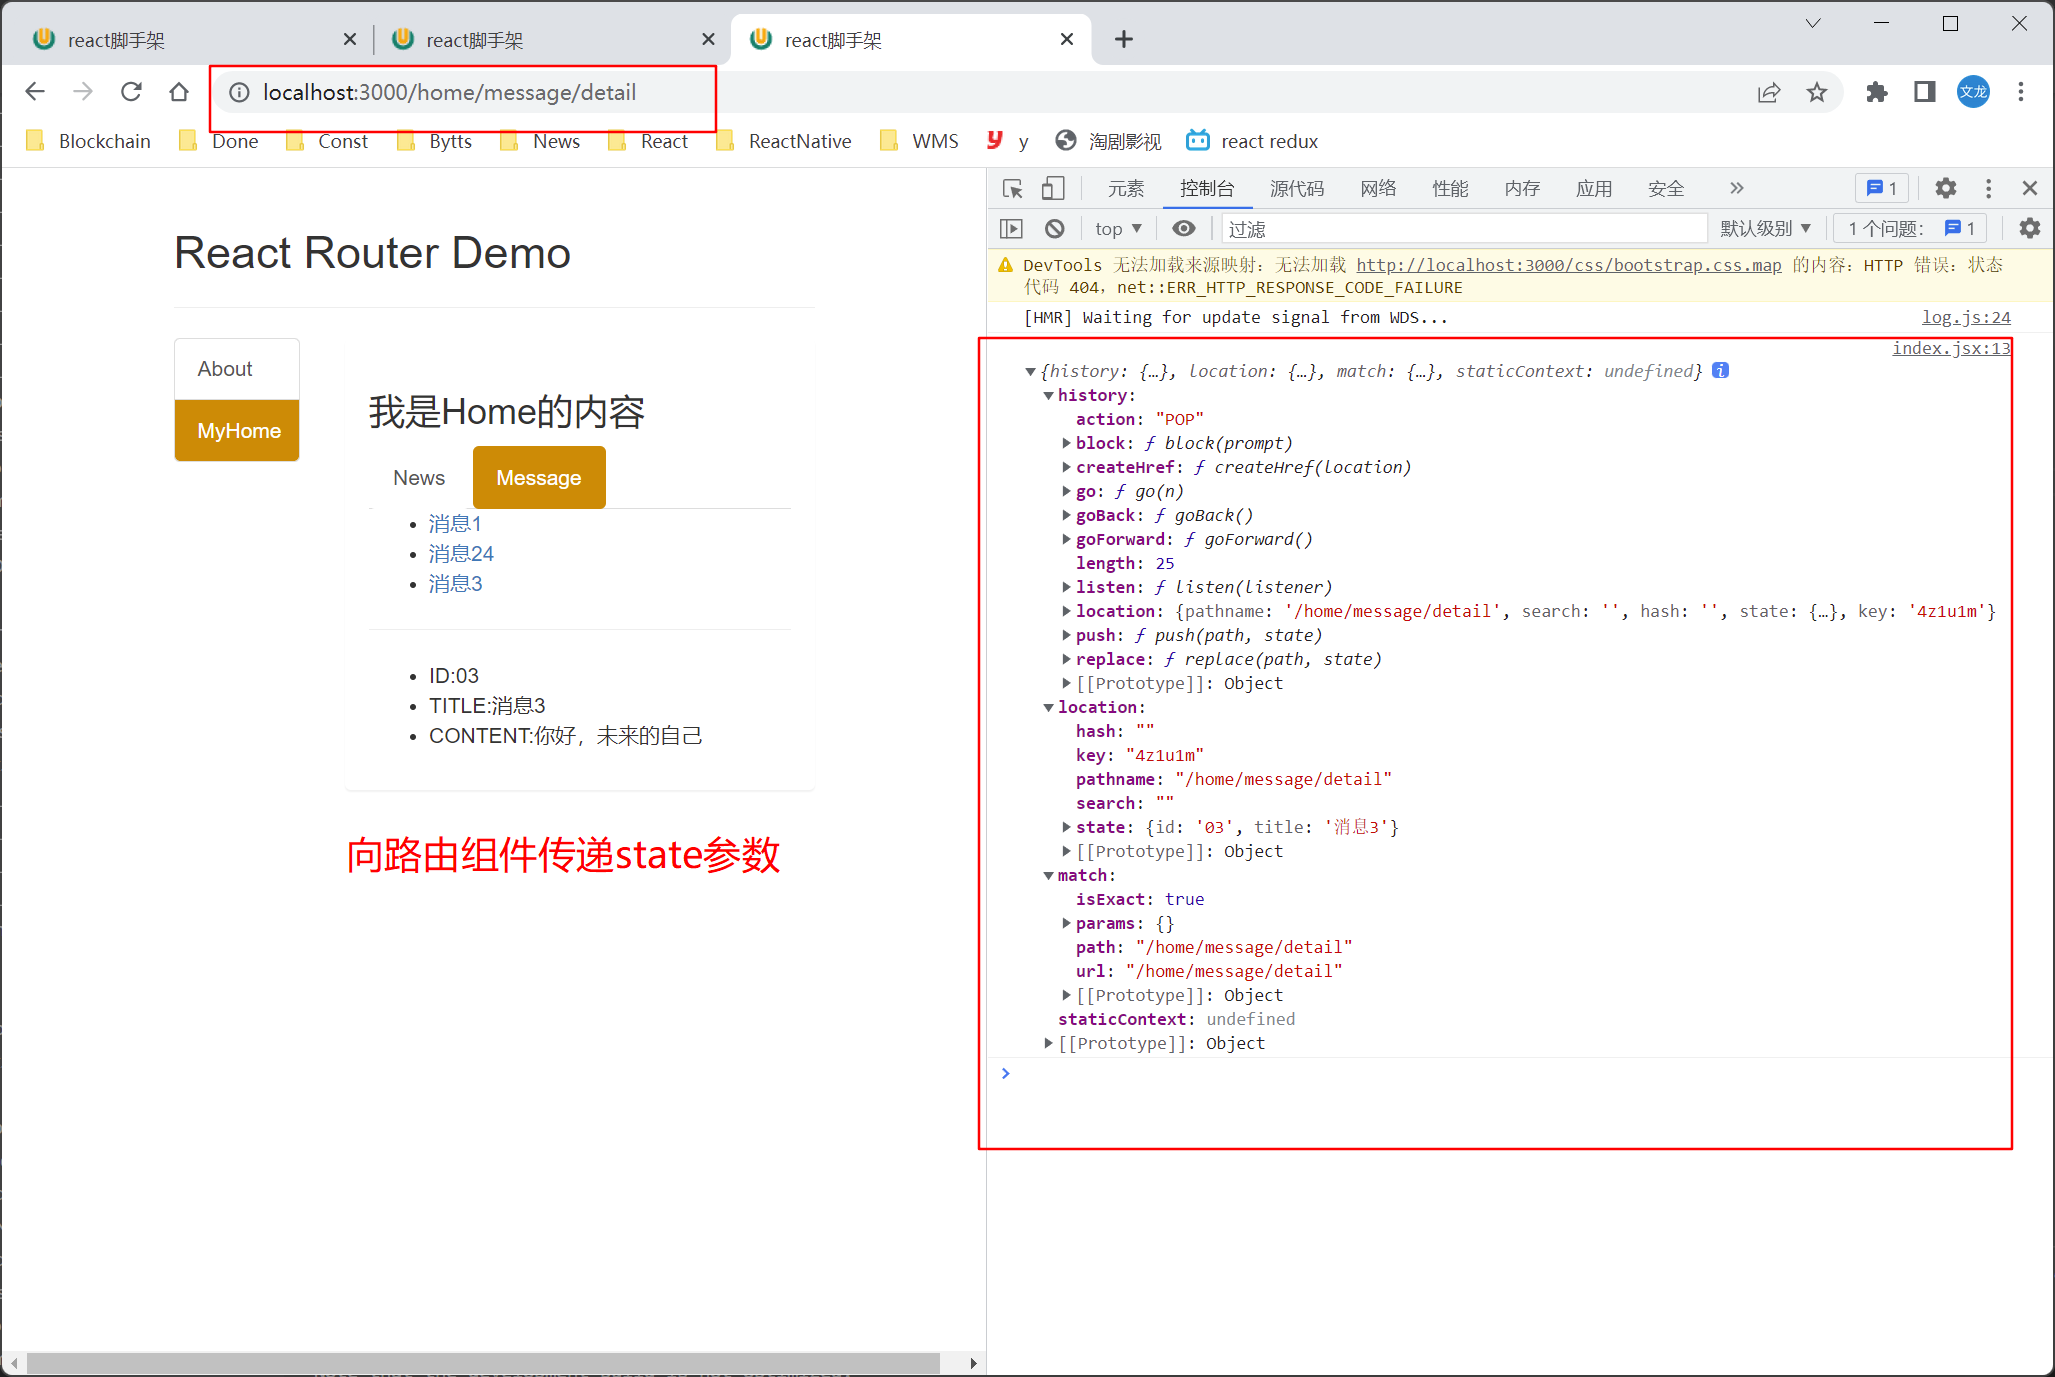 react脚手架
react脚手架
react脚手架
localhost:3000/home/message/detail
文龙
Blockchain
Done
Const
Bytts
News
React
ReactNative
WMS
y
淘剧影视
react redux
React Router Demo
About
MyHome
我是Home的内容
News
Message
消息1
消息24
消息3
ID:03
TITLE:消息3
CONTENT:你好，未来的自己
向路由组件传递state参数
元素 控制台 源代码 网络 性能 内存 应用 安全 » 1
top ▼ 过滤 默认级别 ▼ 1 个问题： 1
DevTools 无法加载来源映射：无法加载 http://localhost:3000/css/bootstrap.css.map 的内容：HTTP 错误：状态
代码 404，net::ERR_HTTP_RESPONSE_CODE_FAILURE
[HMR] Waiting for update signal from WDS... log.js:24
index.jsx:13
▼{history: {…}, location: {…}, match: {…}, staticContext: undefined} i
▼history:
action: "POP"
▶block: ƒ block(prompt)
▶createHref: ƒ createHref(location)
▶go: ƒ go(n)
▶goBack: ƒ goBack()
▶goForward: ƒ goForward()
length: 25
▶listen: ƒ listen(listener)
▶location: {pathname: '/home/message/detail', search: '', hash: '', state: {…}, key: '4z1u1m'}
▶push: ƒ push(path, state)
▶replace: ƒ replace(path, state)
▶[[Prototype]]: Object
▼location:
hash: ""
key: "4z1u1m"
pathname: "/home/message/detail"
search: ""
▶state: {id: '03', title: '消息3'}
▶[[Prototype]]: Object
▼match:
isExact: true
▶params: {}
path: "/home/message/detail"
url: "/home/message/detail"
▶[[Prototype]]: Object
staticContext: undefined
▶[[Prototype]]: Object